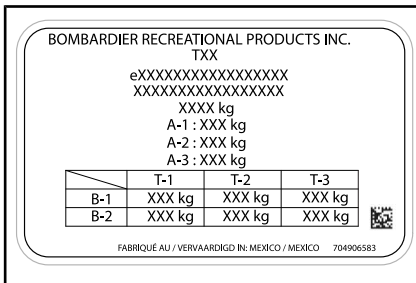 BOMBARDIER RECREATIONAL PRODUCTS INC.
TXX
eXXXXXXXXXXXXXXXXX
XXXXXXXXXXXXXXXXX
XXXX kg
A-1 : XXX kg
A-2 : XXX kg
A-3 : XXX kg
T-1 T-2 T-3
B-1 XXX kg XXX kg XXX kg
B-2 XXX kg XXX kg XXX kg
FABRIQUÉ AU / VERVAARDIGD IN: MEXÍCO / MEXICO 704906583